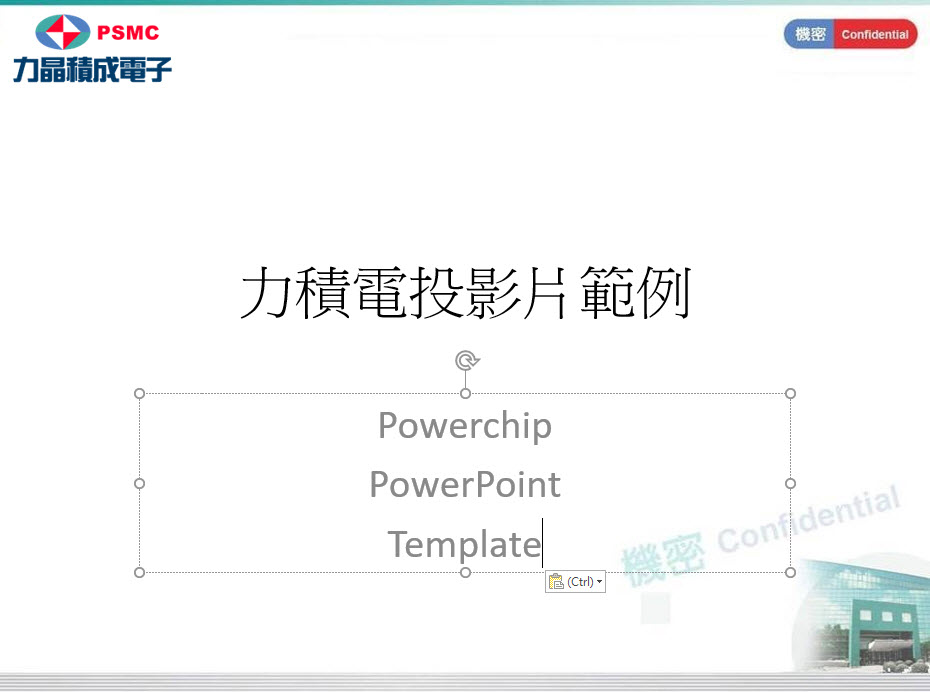 PSMC
力晶積成電子
機密 Confidential
力積電投影片範例
Powerchip
PowerPoint
Template
(Ctrl)
機密 Confidential